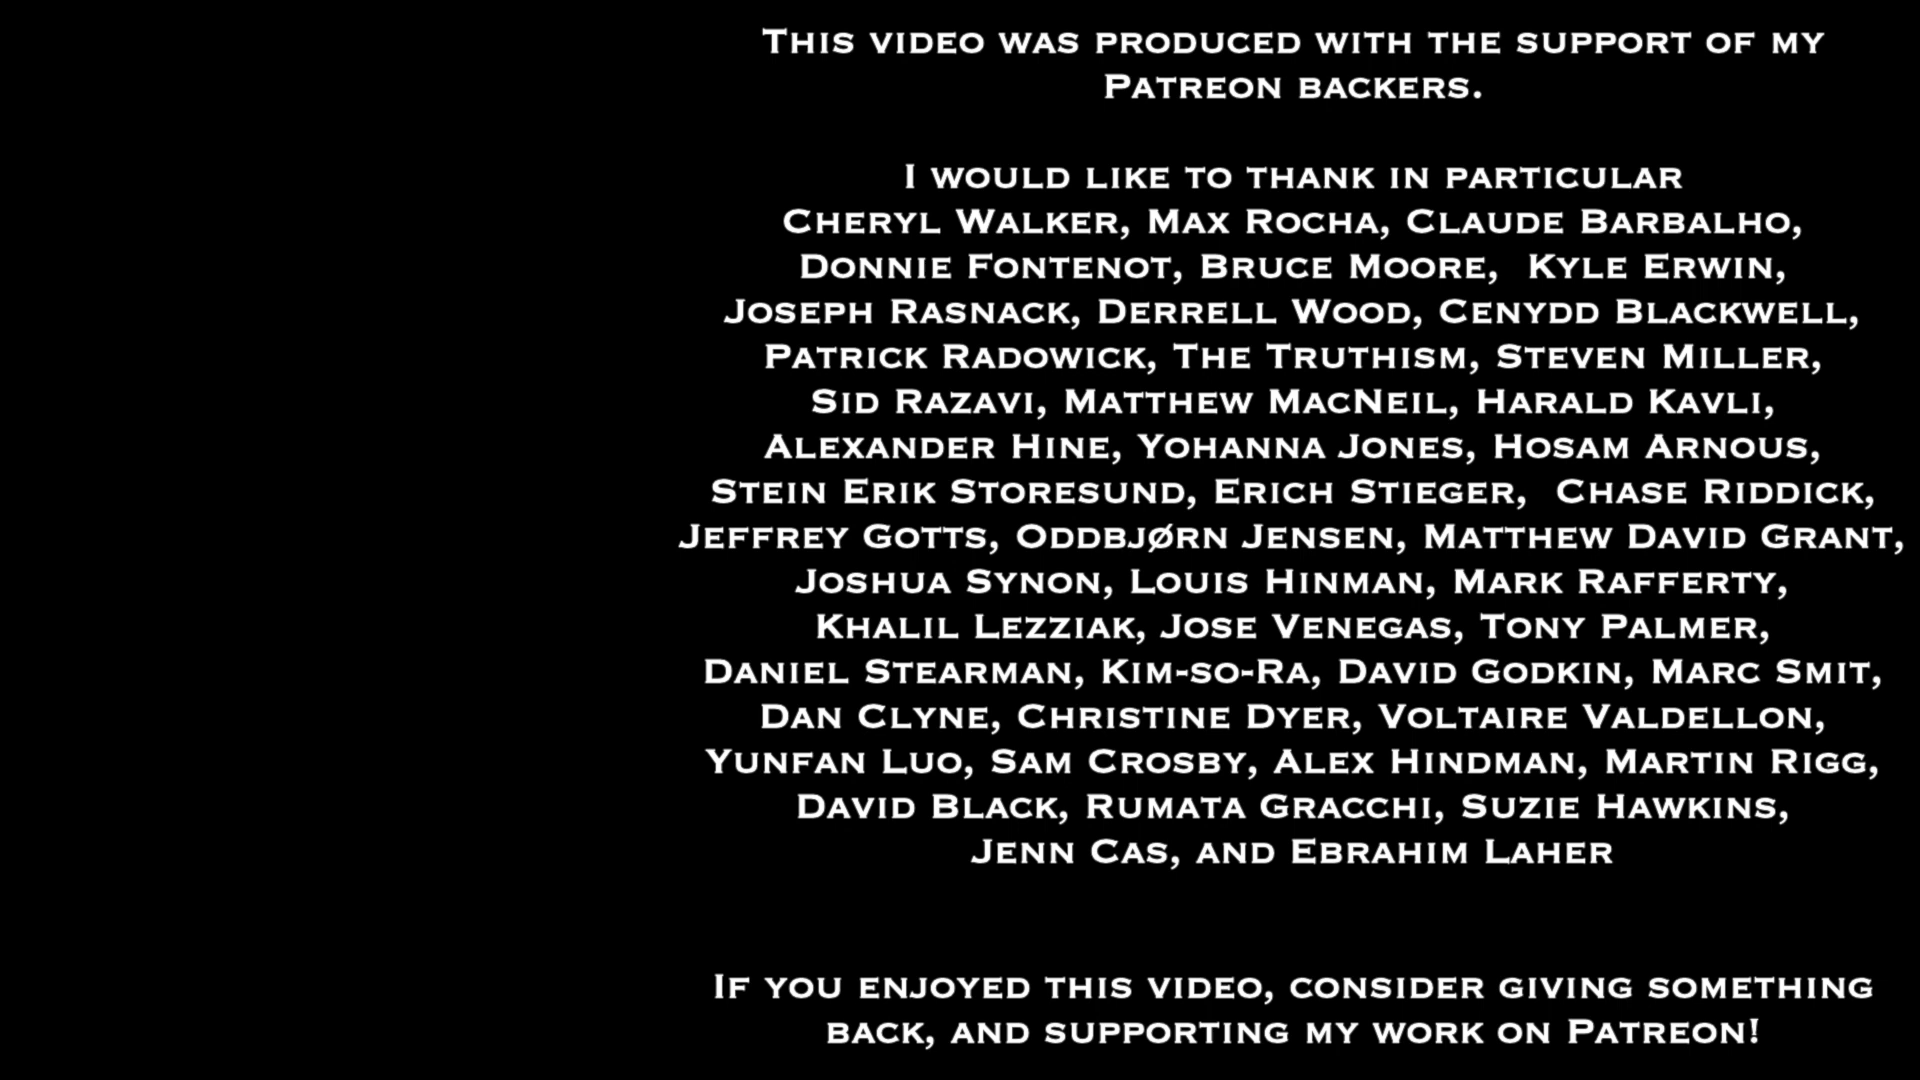 This video was produced with the support of my
Patreon backers.
I would like to thank in particular
Cheryl Walker, Max Rocha, Claude Barbalho,
Donnie Fontenot, Bruce Moore,  Kyle Erwin,
Joseph Rasnack, Derrell Wood, Cenydd Blackwell,
Patrick Radowick, The Truthism, Steven Miller,
Sid Razavi, Matthew MacNeil, Harald Kavli,
Alexander Hine, Yohanna Jones, Hosam Arnous,
Stein Erik Storesund, Erich Stieger,  Chase Riddick,
Jeffrey Gotts, Oddbjørn Jensen, Matthew David Grant,
Joshua Synon, Louis Hinman, Mark Rafferty,
Khalil Lezziak, Jose Venegas, Tony Palmer,
Daniel Stearman, Kim-so-Ra, David Godkin, Marc Smit,
Dan Clyne, Christine Dyer, Voltaire Valdellon,
Yunfan Luo, Sam Crosby, Alex Hindman, Martin Rigg,
David Black, Rumata Gracchi, Suzie Hawkins,
Jenn Cas, and Ebrahim Laher
If you enjoyed this video, consider giving something
back, and supporting my work on Patreon!